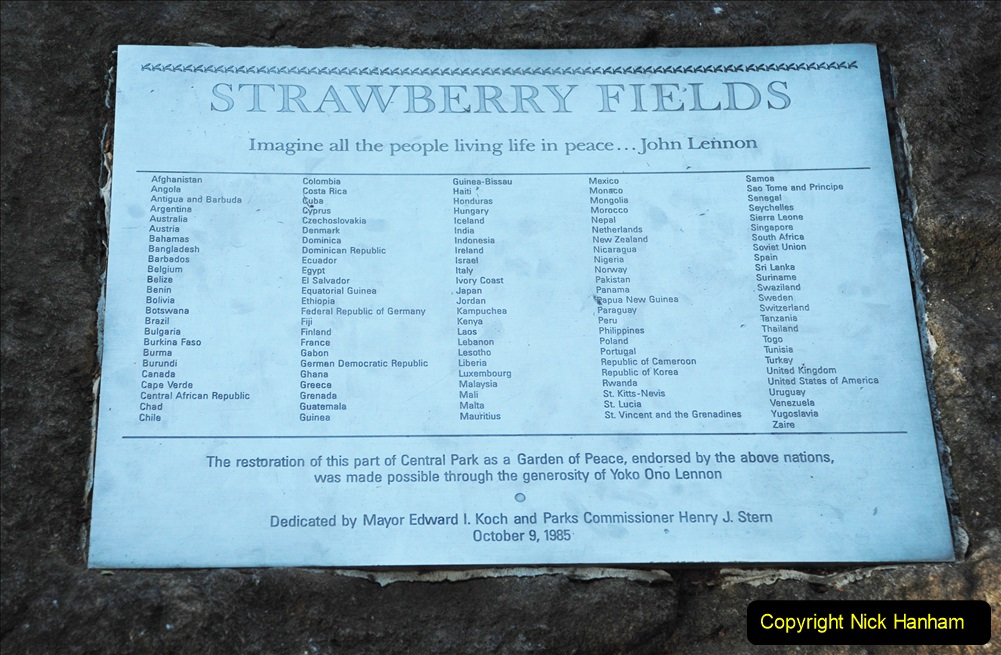 STRAWBERRY FIELDS
Imagine all the people living life in peace...John Lennon
Afghanistan
Angola
Antigua and Barbuda
Argentina
Australia
Austria
Bahamas
Bangladesh
Barbados
Belgium
Belize
Benin
Bolivia
Botswana
Brazil
Bulgaria
Burkina Faso
Burma
Burundi
Canada
Cape Verde
Central African Republic
Chad
Chile
Colombia
Costa Rica
Cuba
Cyprus
Czechoslovakia
Denmark
Dominica
Dominican Republic
Ecuador
Egypt
El Salvador
Equatorial Guinea
Ethiopia
Federal Republic of Germany
Fiji
Finland
France
Gabon
German Democratic Republic
Ghana
Greece
Grenada
Guatemala
Guinea
Guinea-Bissau
Haiti
Honduras
Hungary
Iceland
India
Indonesia
Ireland
Israel
Italy
Ivory Coast
Japan
Jordan
Kampuchea
Kenya
Laos
Lebanon
Lesotho
Liberia
Luxembourg
Malaysia
Mali
Malta
Mauritius
Mexico
Monaco
Mongolia
Morocco
Nepal
Netherlands
New Zealand
Nicaragua
Nigeria
Norway
Pakistan
Panama
Papua New Guinea
Paraguay
Peru
Philippines
Poland
Portugal
Republic of Cameroon
Republic of Korea
Rwanda
St. Kitts-Nevis
St. Lucia
St. Vincent and the Grenadines
Samoa
Sao Tome and Principe
Senegal
Seychelles
Sierra Leone
Singapore
South Africa
Soviet Union
Spain
Sri Lanka
Suriname
Swaziland
Sweden
Switzerland
Tanzania
Thailand
Togo
Tunisia
Turkey
United Kingdom
United States of America
Uruguay
Venezuela
Yugoslavia
Zaire
The restoration of this part of Central Park as a Garden of Peace, endorsed by the above nations,
was made possible through the generosity of Yoko Ono Lennon
Dedicated by Mayor Edward I. Koch and Parks Commissioner Henry J. Stern
October 9, 1985
Copyright Nick Hanham